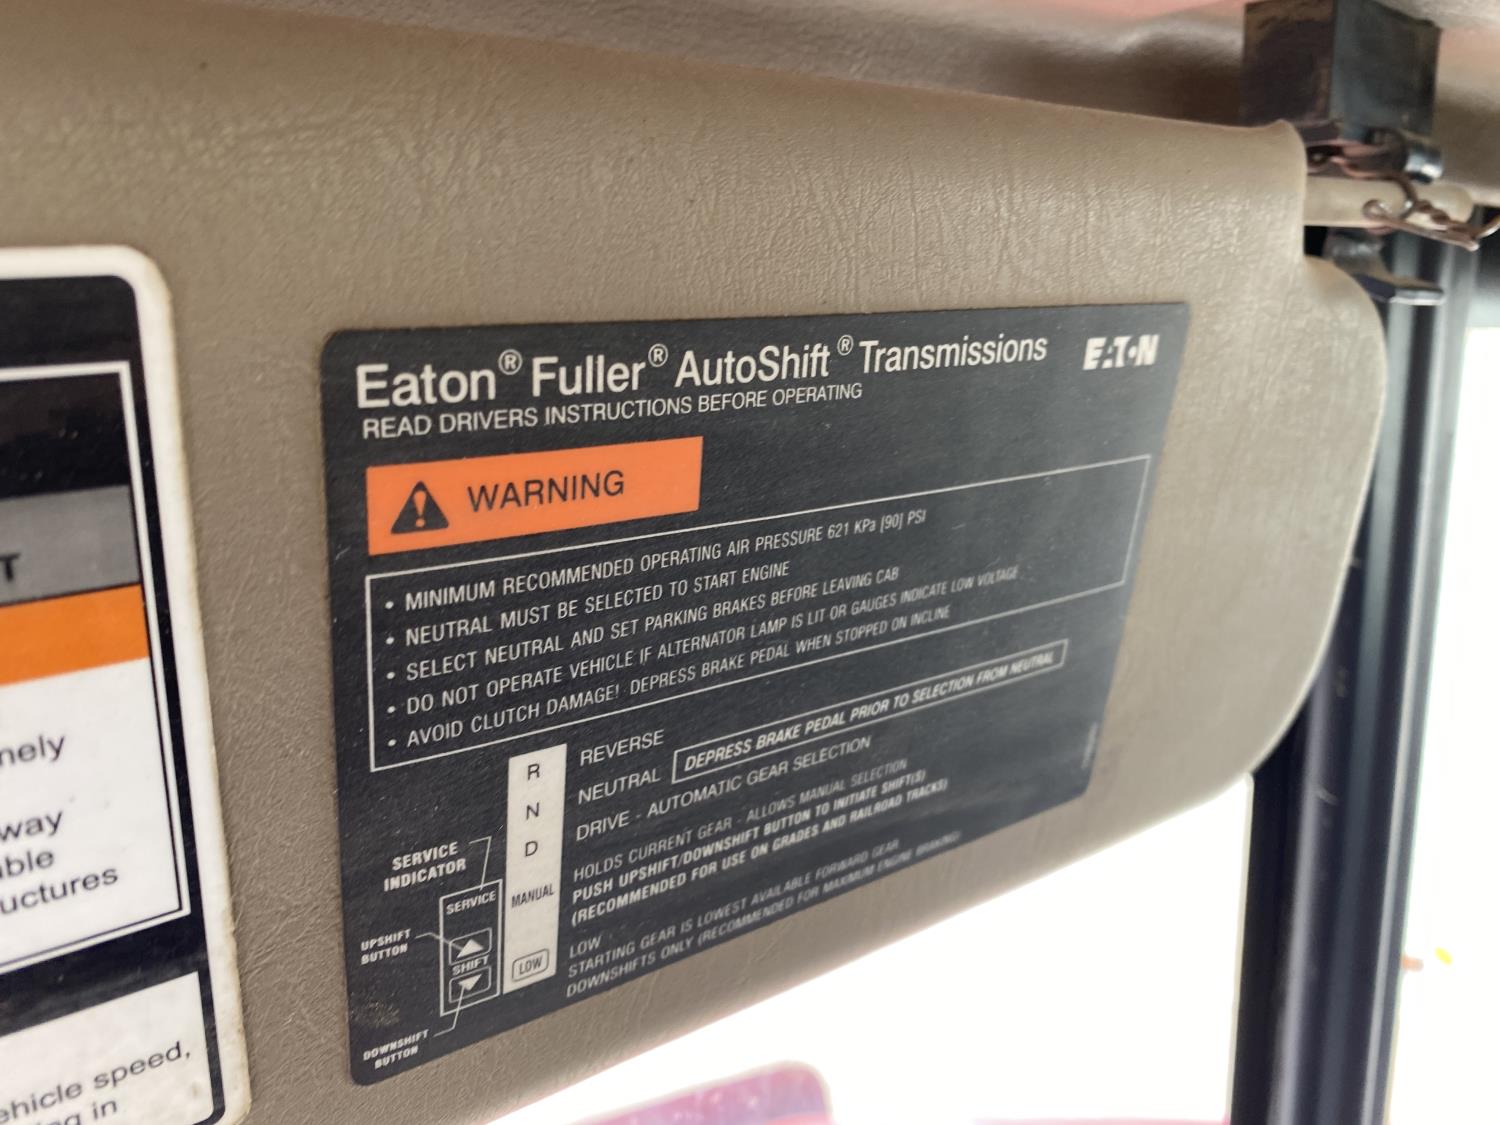 Eaton® Fuller® AutoShift® Transmissions
EATON
READ DRIVERS INSTRUCTIONS BEFORE OPERATING
WARNING
• MINIMUM RECOMMENDED OPERATING AIR PRESSURE 621 KPa [90] PSI
• NEUTRAL MUST BE SELECTED TO START ENGINE
• SELECT NEUTRAL AND SET PARKING BRAKES BEFORE LEAVING CAB
• DO NOT OPERATE VEHICLE IF ALTERNATOR LAMP IS LIT OR GAUGES INDICATE LOW VOLTAGE
• AVOID CLUTCH DAMAGE! DEPRESS BRAKE PEDAL WHEN STOPPED ON INCLINE
R REVERSE
N NEUTRAL DEPRESS BRAKE PEDAL PRIOR TO SELECTION FROM NEUTRAL
D DRIVE - AUTOMATIC GEAR SELECTION
MANUAL HOLDS CURRENT GEAR - ALLOWS MANUAL SELECTION
PUSH UPSHIFT/DOWNSHIFT BUTTON TO INITIATE SHIFT(S)
(RECOMMENDED FOR USE ON GRADES AND RAILROAD TRACKS)
LOW LOW
STARTING GEAR IS LOWEST AVAILABLE FORWARD GEAR
DOWNSHIFTS ONLY (RECOMMENDED FOR MAXIMUM ENGINE BRAKING)
SERVICE
INDICATOR
SERVICE
UPSHIFT
BUTTON
SHIFT
DOWNSHIFT
BUTTON
T
nely
way
ble
uctures
ehicle speed,
in